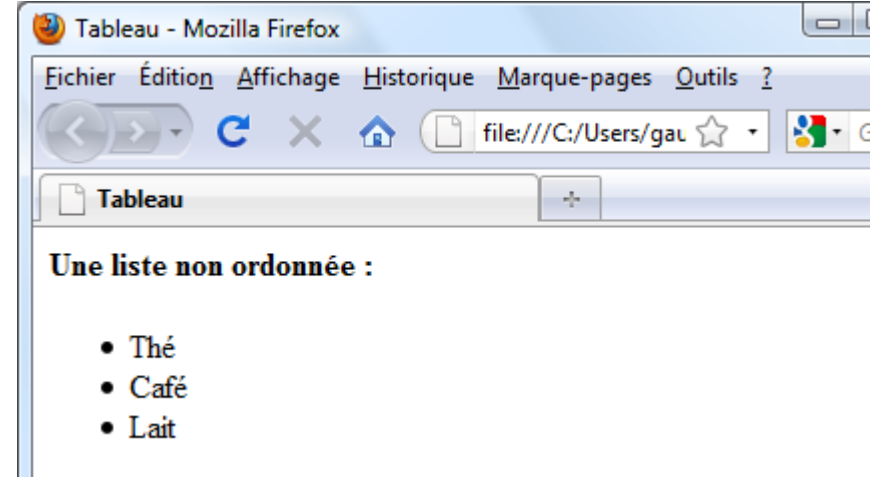 Tableau - Mozilla Firefox
Fichier Édition Affichage Historique Marque-pages Outils ?
file:///C:/Users/gau
Tableau
Une liste non ordonnée :
• Thé
• Café
• Lait